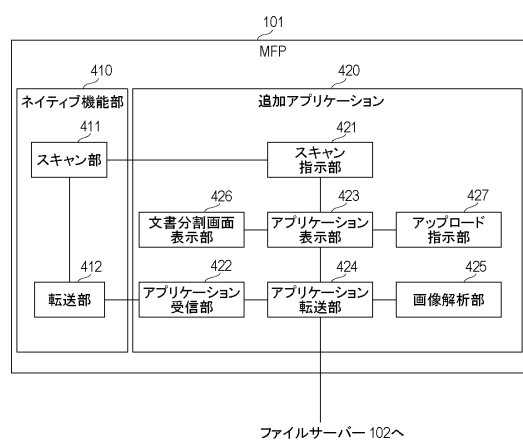 101
MFP
410
ネイティブ機能部
411
スキャン部
412
転送部
420
追加アプリケーション
421
スキャン
指示部
426
文書分割画面
表示部
423
アプリケーション
表示部
427
アップロード
指示部
422
アプリケーション
受信部
424
アプリケーション
転送部
425
画像解析部
ファイルサーバー102へ